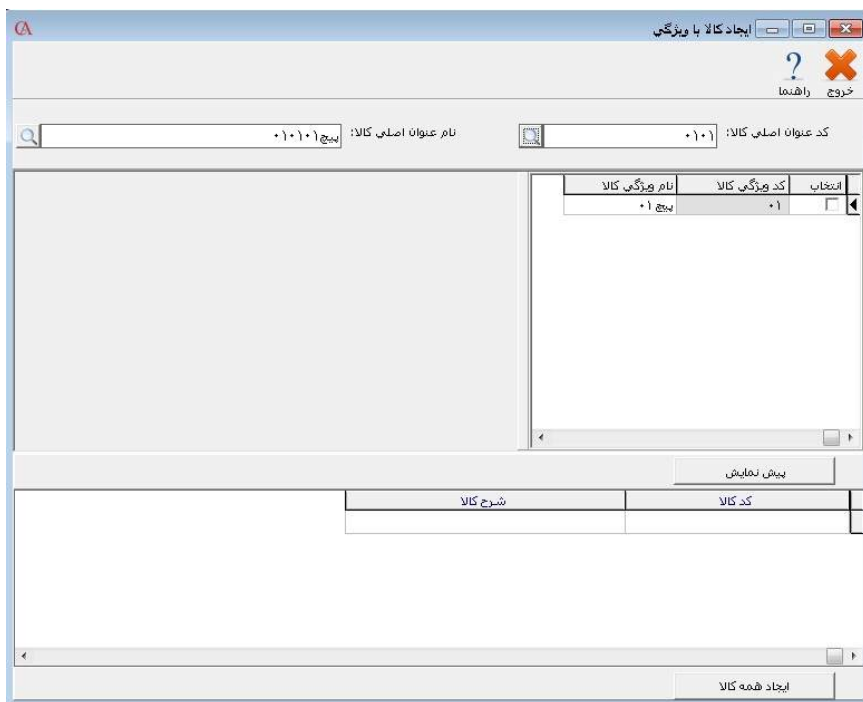 ایجاد کالا با ویژگی
خروج راهنما
کد عنوان اصلی کالا: ۰۱۰۱ نام عنوان اصلی کالا: پیچ۰۱۰۱۰۱
انتخاب کد ویژگی کالا نام ویژگی کالا
۰۱ پیچ ۰۱
پیش نمایش
کد کالا شرح کالا
ایجاد همه کالا